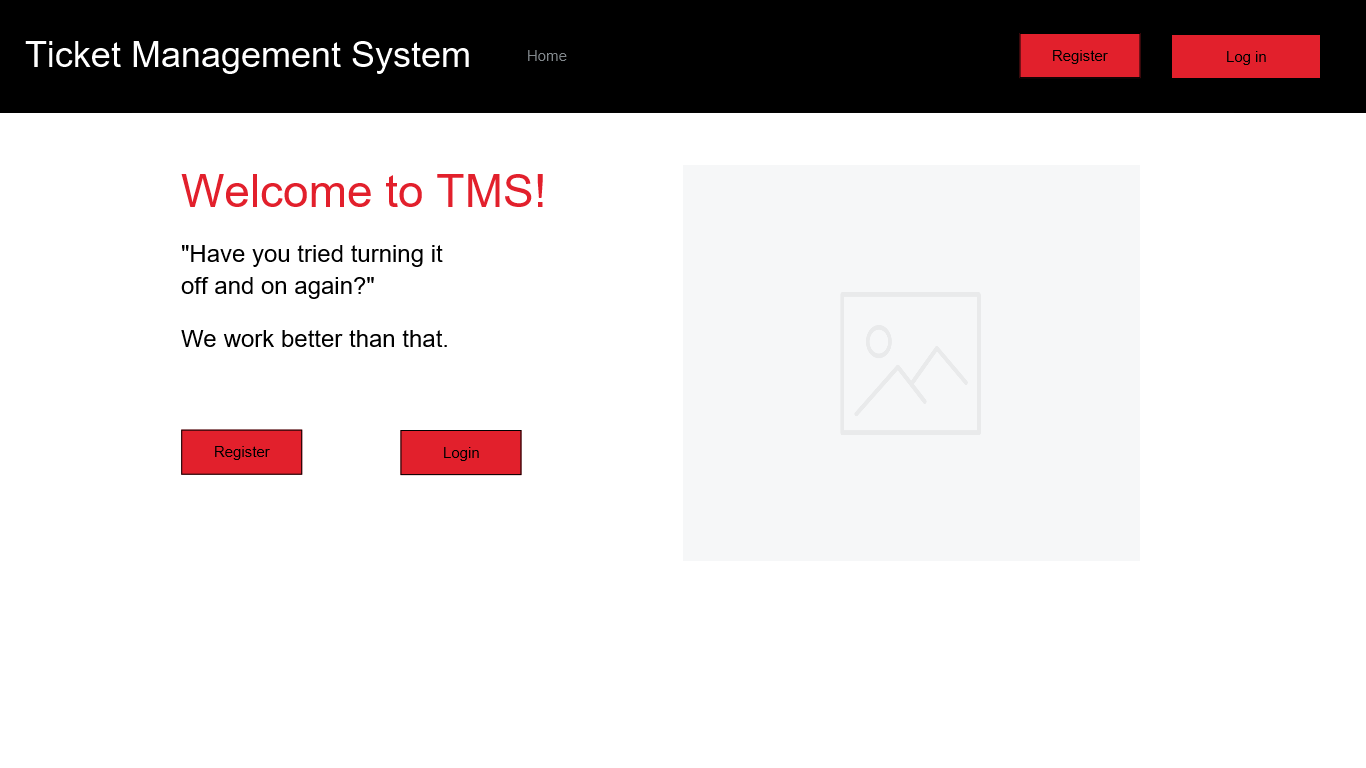 Ticket Management System
Home
Register
Log in
Welcome to TMS!
"Have you tried turning it
off and on again?"
We work better than that.
Register
Login